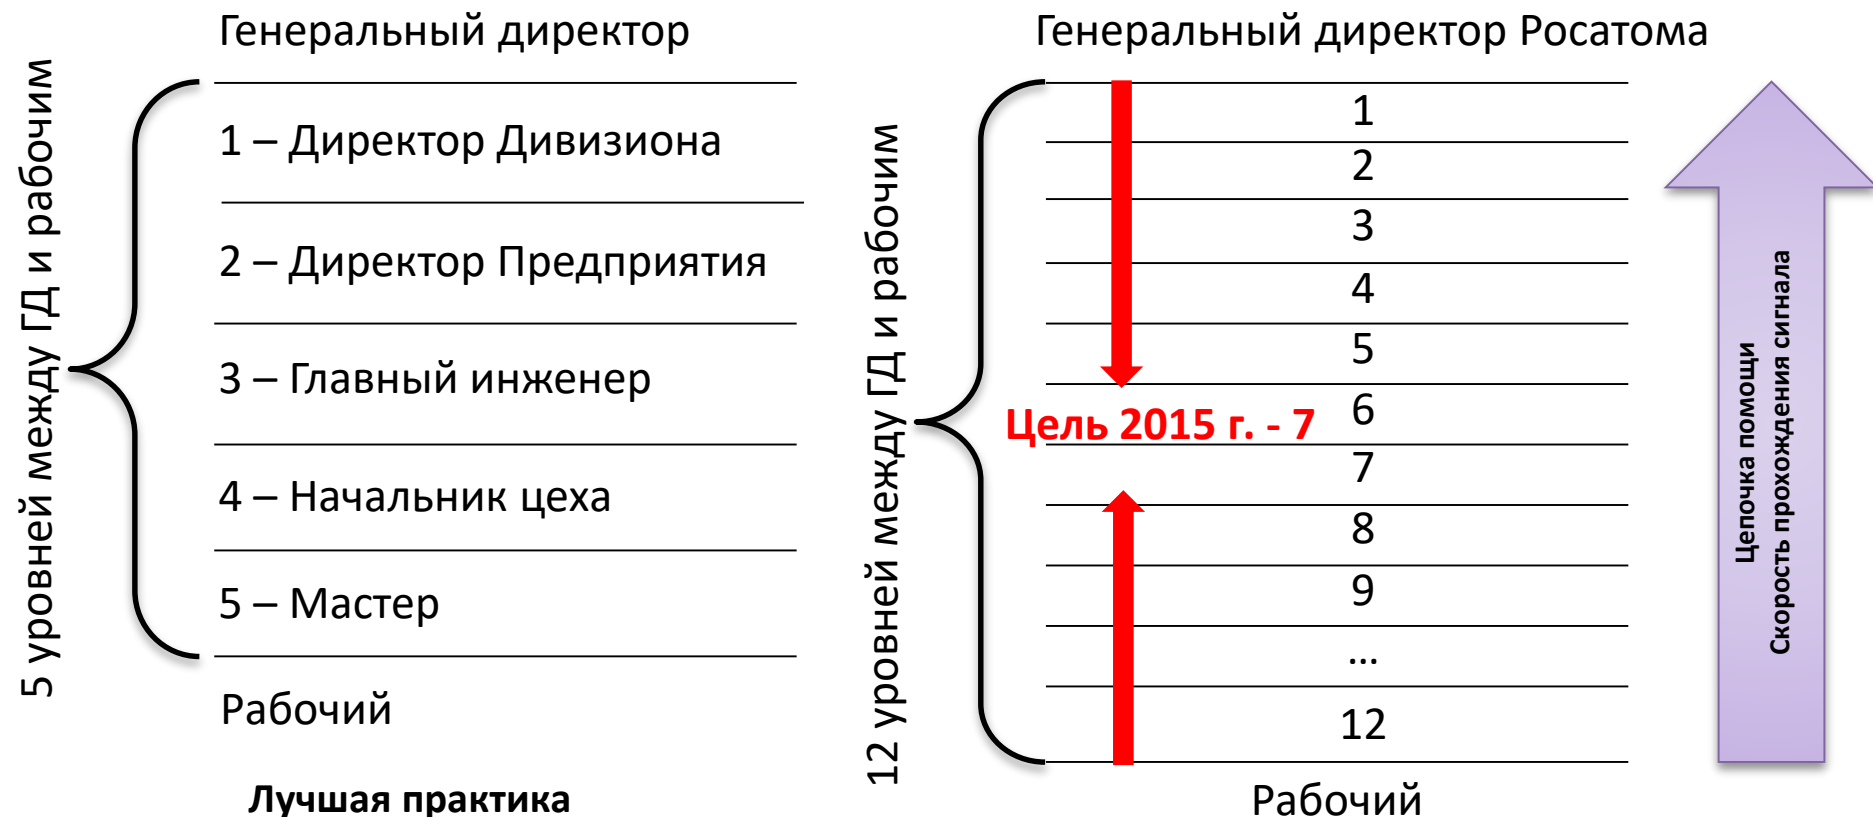 5 уровней между ГД и рабочим
Генеральный директор
1 – Директор Дивизиона
2 – Директор Предприятия
3 – Главный инженер
4 – Начальник цеха
5 – Мастер
Рабочий
Лучшая практика
12 уровней между ГД и рабочим
Генеральный директор Росатома
1
2
3
4
5
6
Цель 2015 г. - 7
7
8
9
...
12
Рабочий
Цепочка помощи
Скорость прохождения сигнала